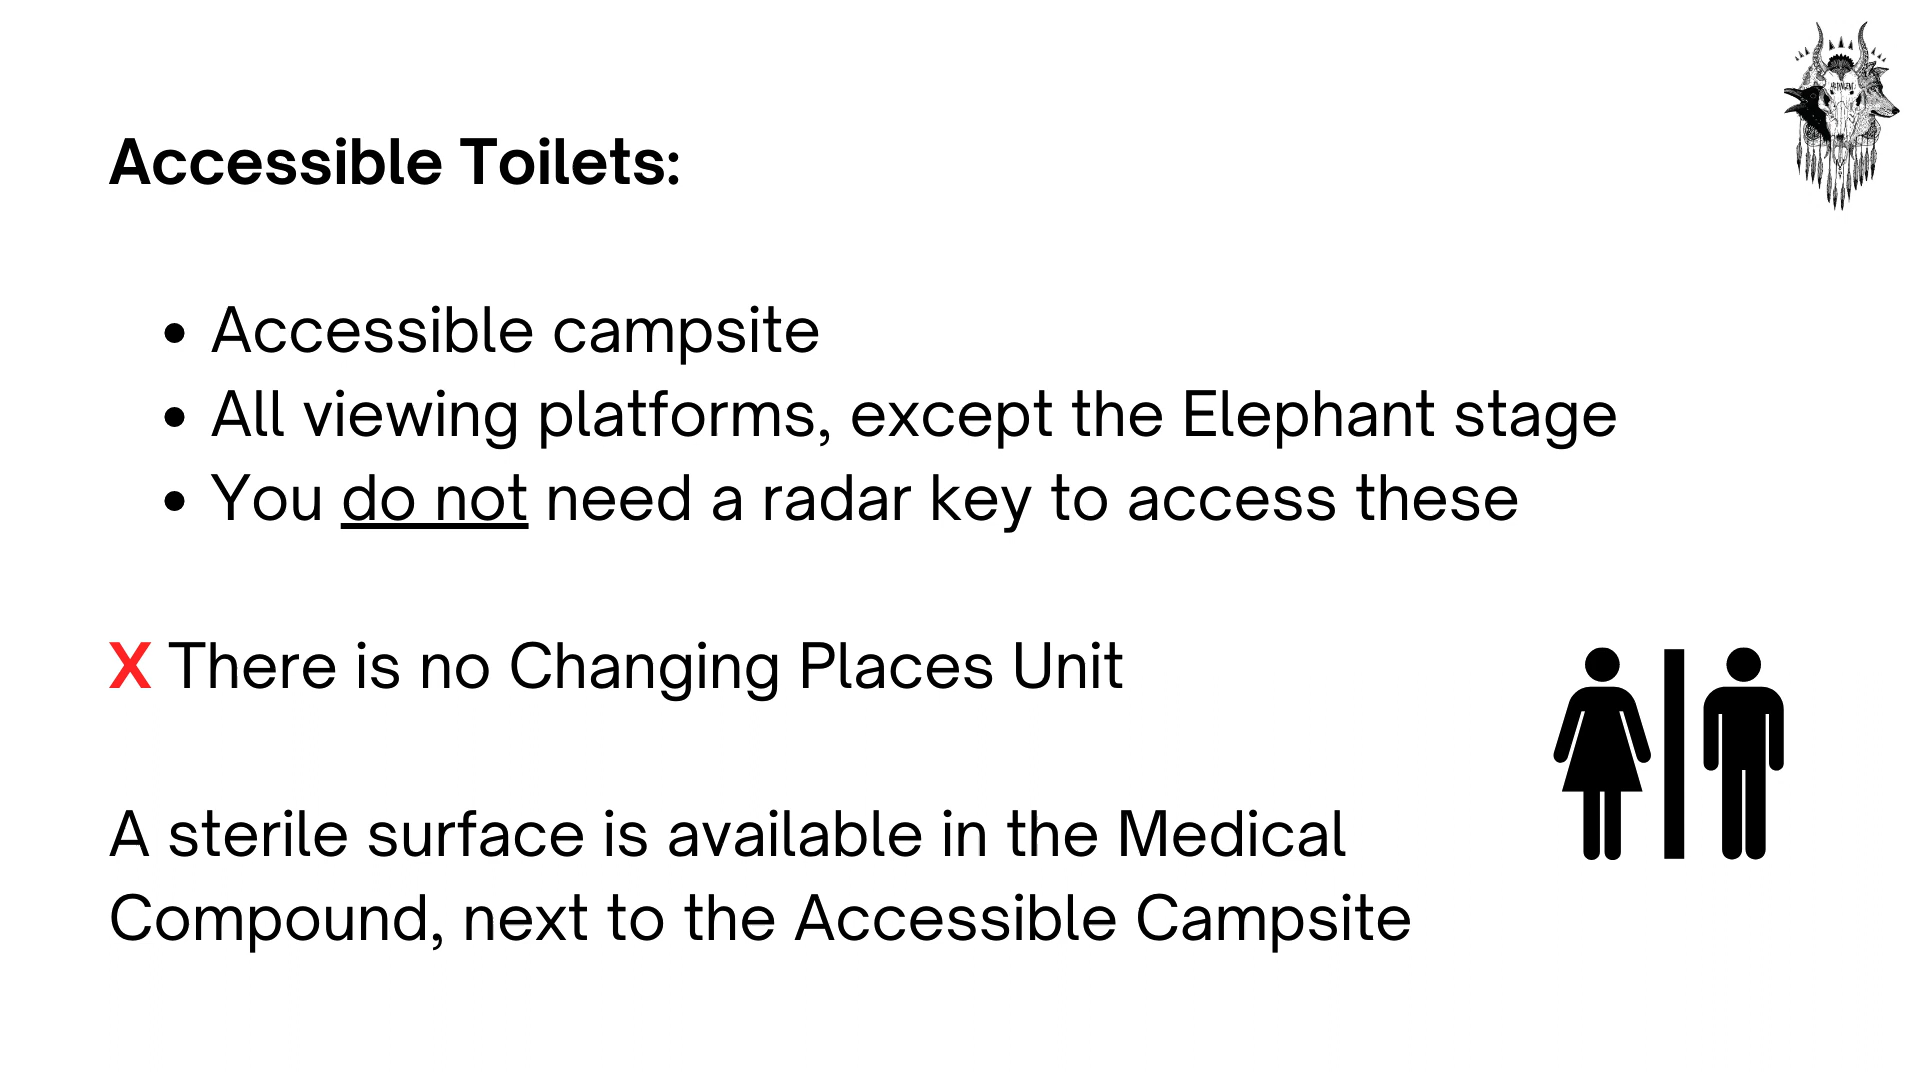 Accessible Toilets:
• Accessible campsite
• All viewing platforms, except the Elephant stage
• You do not need a radar key to access these
X There is no Changing Places Unit
A sterile surface is available in the Medical
Compound, next to the Accessible Campsite